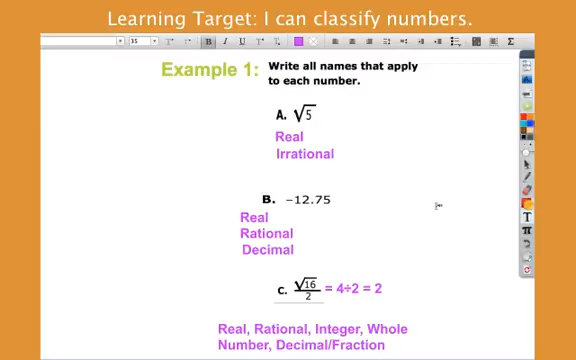 Learning Target: I can classify numbers.
35
B I U T
Σ
Example 1: Write all names that apply
to each number.
A. √5
Real
Irrational
B. −12.75
Real
Rational
Decimal
C. √16/2 = 4÷2 = 2
Real, Rational, Integer, Whole
Number, Decimal/Fraction
T
π